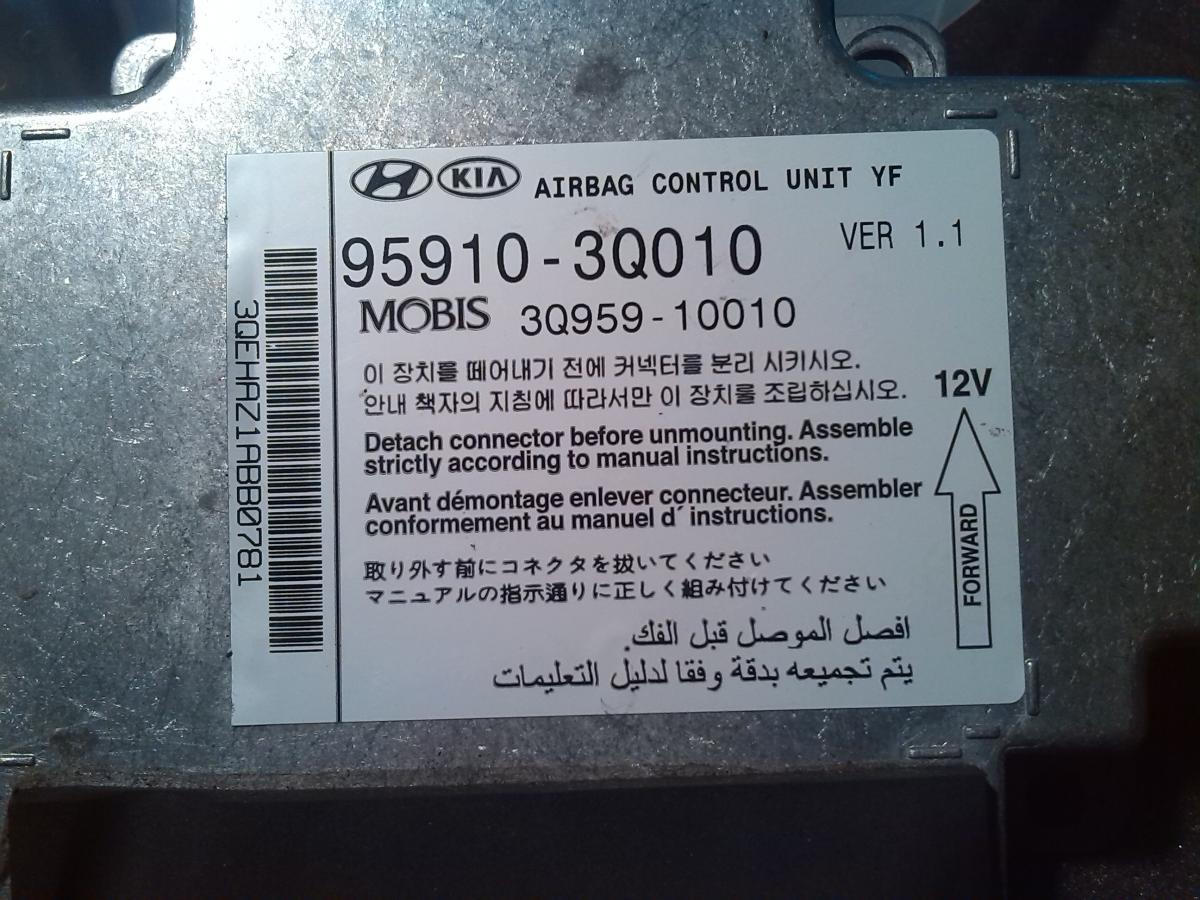 KIA AIRBAG CONTROL UNIT YF
95910-3Q010 VER 1.1
MOBIS 3Q959-10010
이 장치를 떼어내기 전에 커넥터를 분리 시키시오.
안내 책자의 지침에 따라서만 이 장치를 조립하십시오.
12V
Detach connector before unmounting. Assemble
strictly according to manual instructions.
Avant démontage enlever connecteur. Assembler
conformement au manuel d´ instructions.
FORWARD
取り外す前にコネクタを抜いてください
マニュアルの指示通りに正しく組み付けてください
افصل الموصل قبل الفك.
يتم تجميعه بدقة وفقا لدليل التعليمات
3QEHAZ1ABB0781